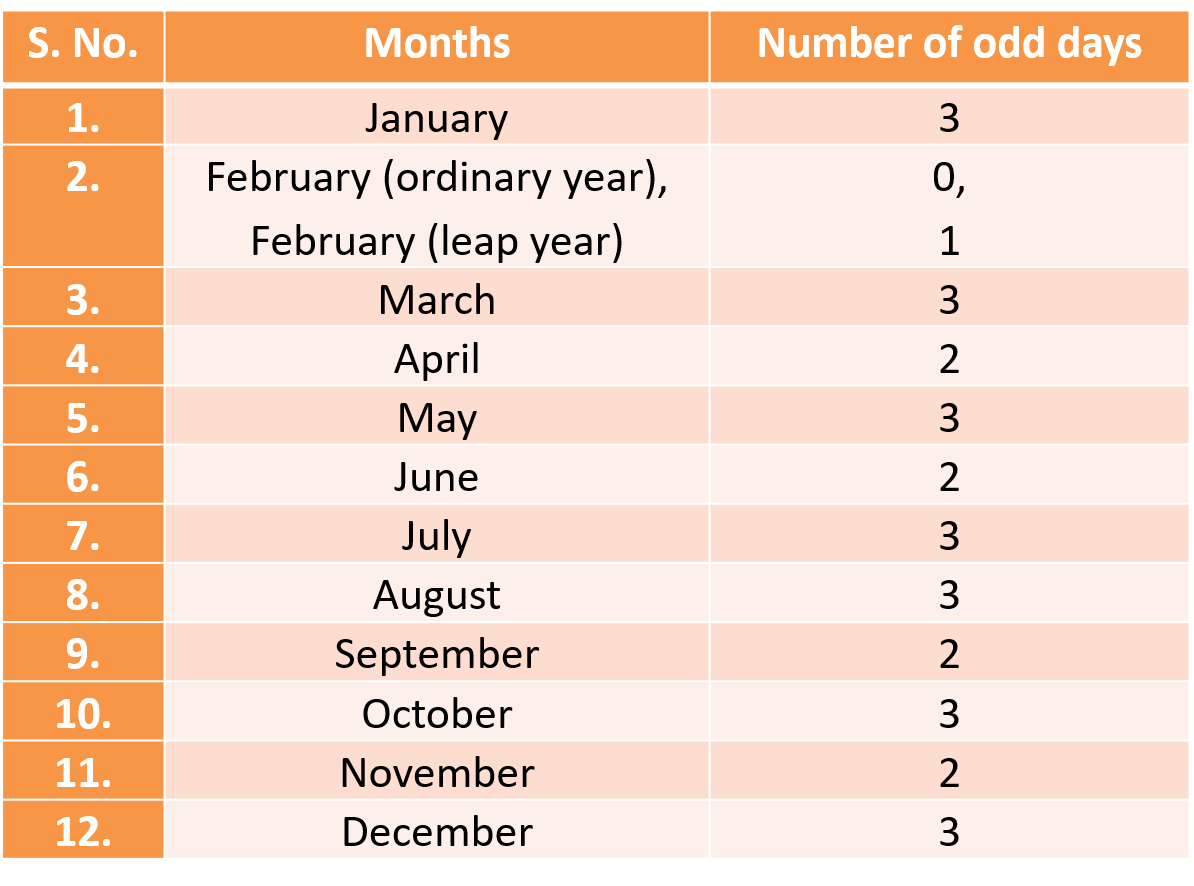 S. No. Months Number of odd days
1. January 3
2. February (ordinary year), 0,
February (leap year) 1
3. March 3
4. April 2
5. May 3
6. June 2
7. July 3
8. August 3
9. September 2
10. October 3
11. November 2
12. December 3